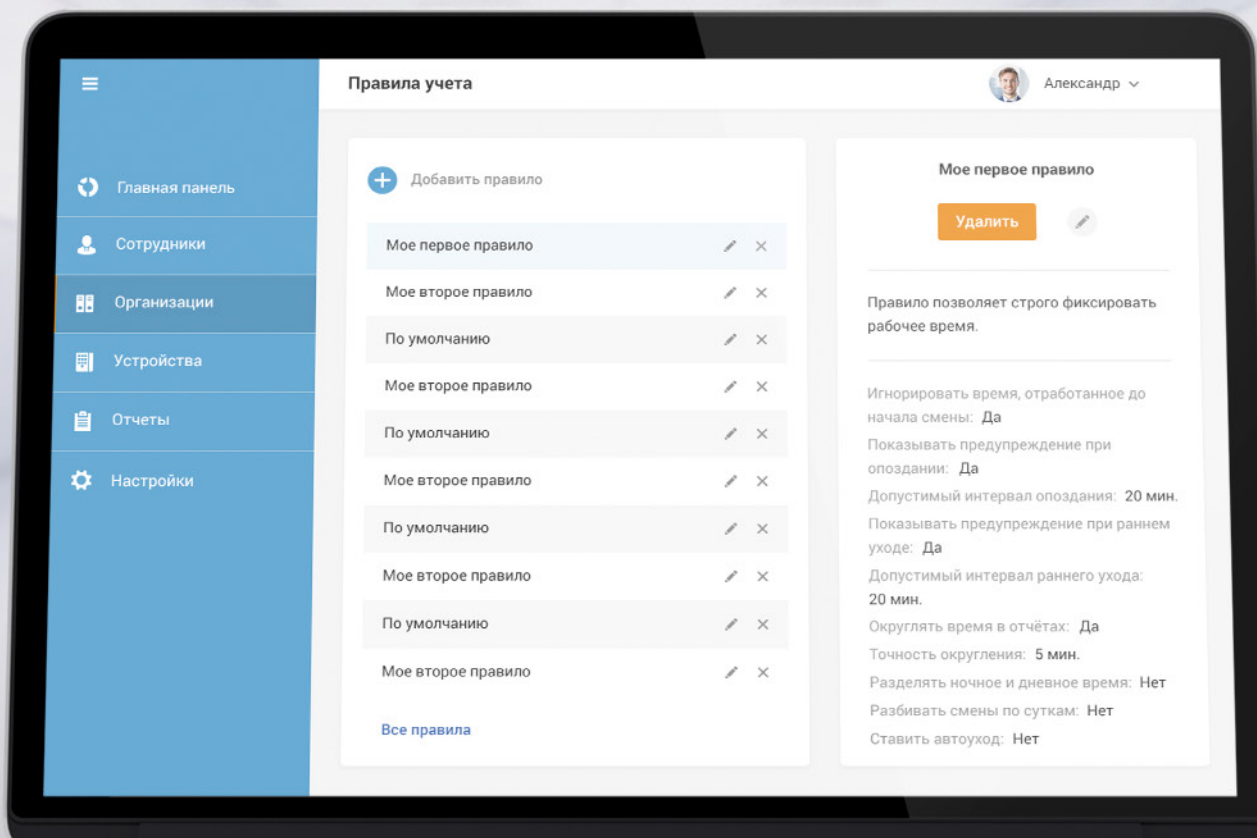 Правила учета
Александр
Главная панель
Сотрудники
Организации
Устройства
Отчеты
Настройки
Добавить правило
Мое первое правило
Мое второе правило
По умолчанию
Мое второе правило
По умолчанию
Мое второе правило
По умолчанию
Мое второе правило
По умолчанию
Мое второе правило
Все правила
Мое первое правило
Удалить
Правило позволяет строго фиксировать
рабочее время.
Игнорировать время, отработанное до
начала смены: Да
Показывать предупреждение при
опоздании: Да
Допустимый интервал опоздания: 20 мин.
Показывать предупреждение при раннем
уходе: Да
Допустимый интервал раннего ухода:
20 мин.
Округлять время в отчётах: Да
Точность округления: 5 мин.
Разделять ночное и дневное время: Нет
Разбивать смены по суткам: Нет
Ставить автоуход: Нет